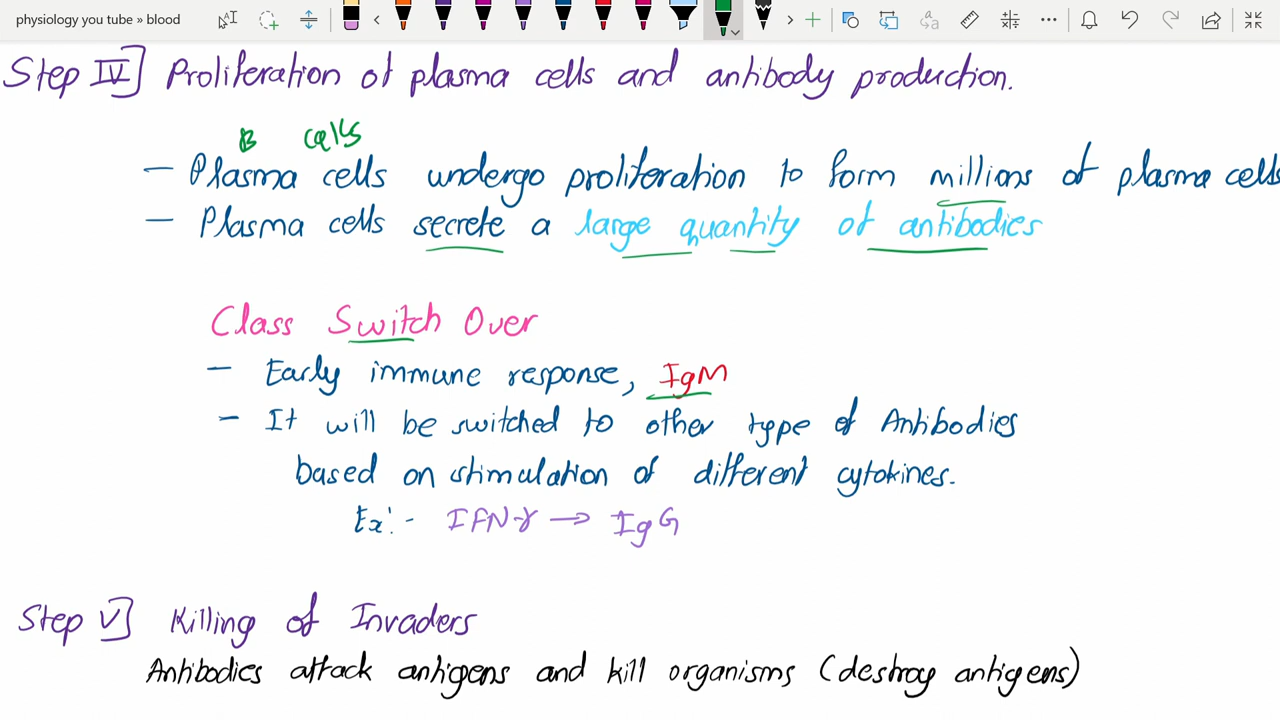 physiology you tube » blood
Step IV] Proliferation of plasma cells and antibody production.
B cells
– Plasma cells undergo proliferation to form millions of plasma cells
– Plasma cells secrete a large quantity of antibodies
Class Switch Over
– Early immune response, IgM
– It will be switched to other type of Antibodies
based on stimulation of different cytokines.
Ex:- IFN-γ → IgG
Step V] Killing of Invaders
Antibodies attack antigens and kill organisms (destroy antigens)